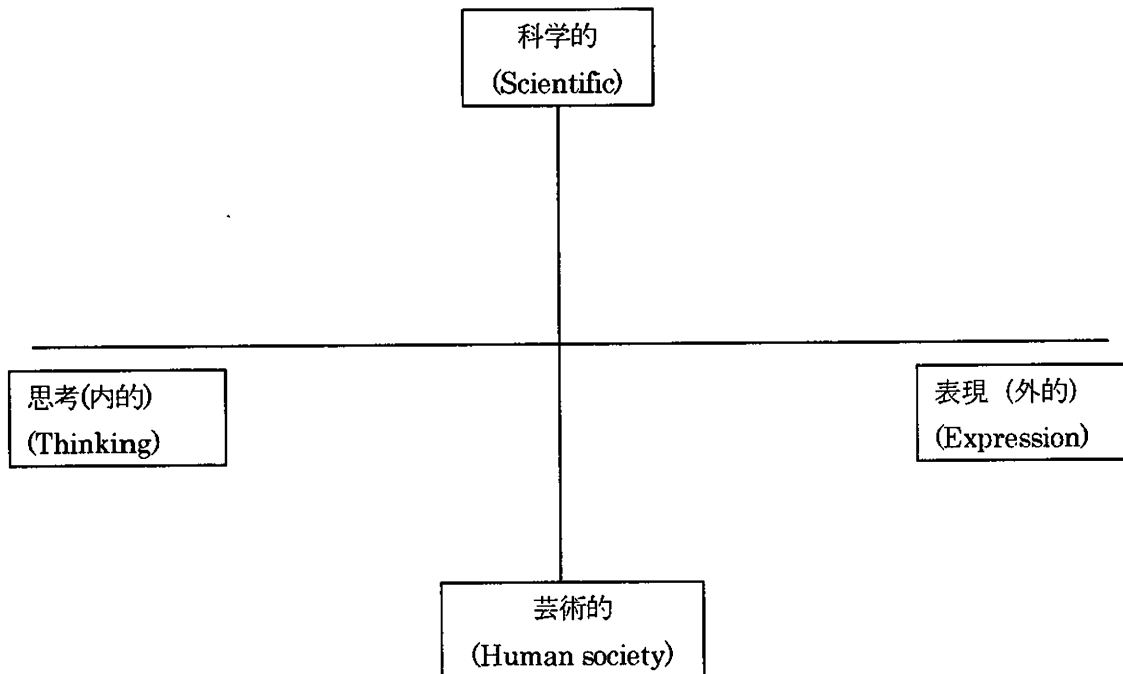 科学的
(Scientific)
思考(内的)
(Thinking)
表現 (外的)
(Expression)
芸術的
(Human society)